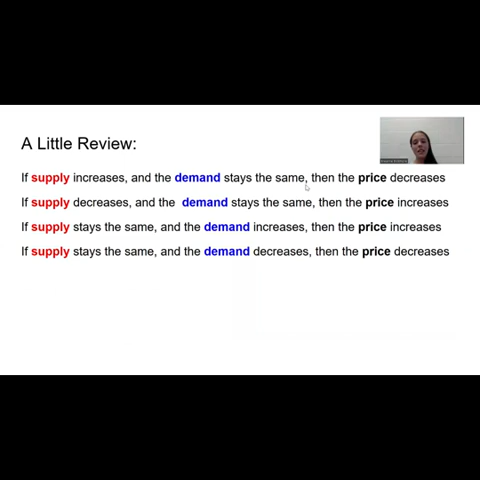 A Little Review:
If supply increases, and the demand stays the same, then the price decreases
If supply decreases, and the demand stays the same, then the price increases
If supply stays the same, and the demand increases, then the price increases
If supply stays the same, and the demand decreases, then the price decreases